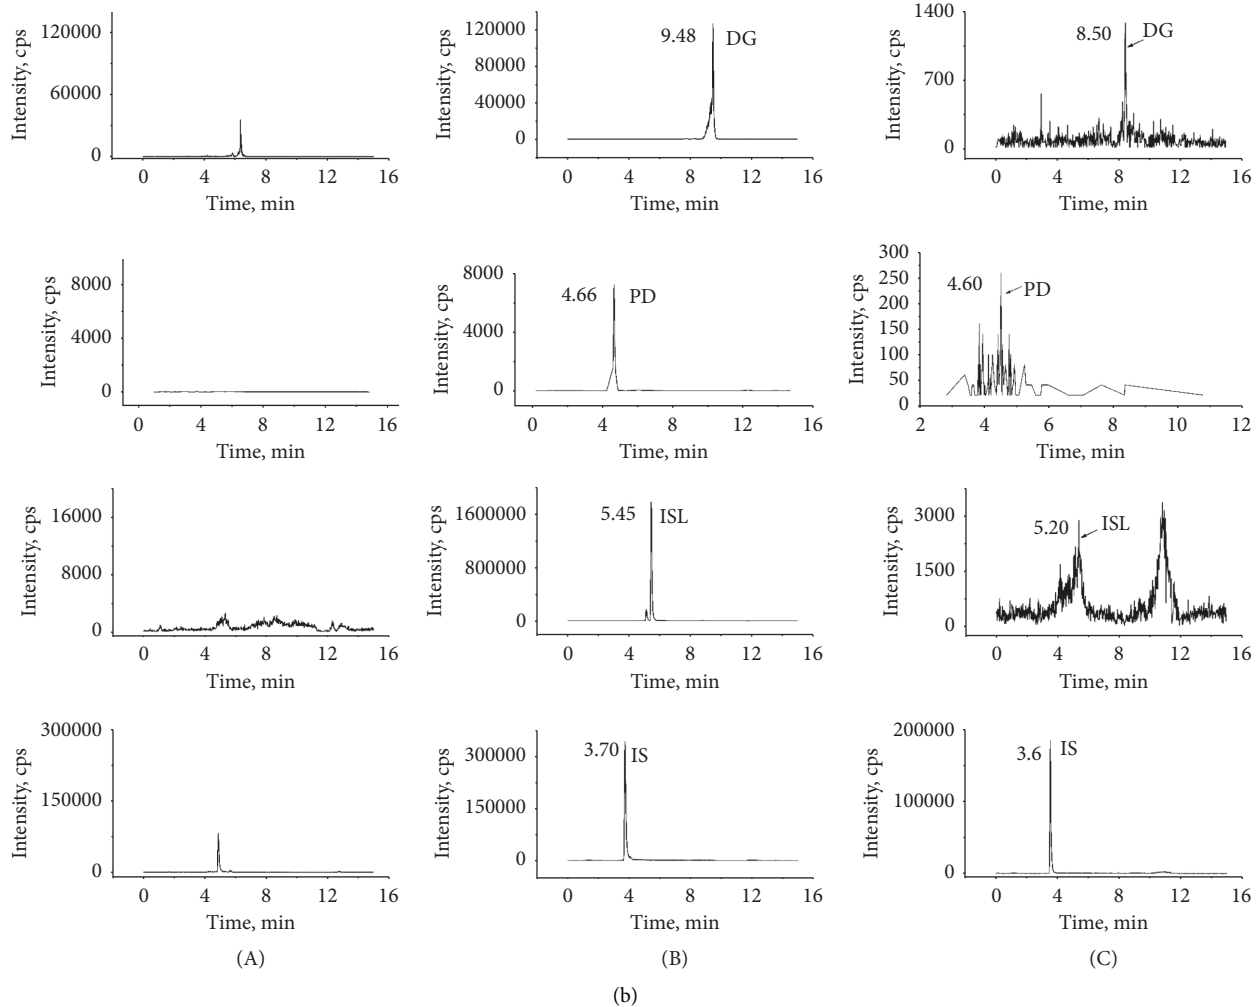 120000
60000
0
Intensity, cps
0 4 8 12 16
Time, min
120000
80000
40000
0
Intensity, cps
9.48 DG
0 4 8 12 16
Time, min
1400
700
0
Intensity, cps
8.50 DG
0 4 8 12 16
Time, min
8000
4000
0
Intensity, cps
0 4 8 12 16
Time, min
8000
4000
0
Intensity, cps
4.66 PD
0 4 8 12 16
Time, min
300
250
200
150
100
50
0
Intensity, cps
4.60 PD
2 4 6 8 10 12
Time, min
16000
8000
0
Intensity, cps
0 4 8 12 16
Time, min
1600000
800000
0
Intensity, cps
5.45 ISL
0 4 8 12 16
Time, min
3000
1500
0
Intensity, cps
5.20 ISL
0 4 8 12 16
Time, min
300000
150000
0
Intensity, cps
0 4 8 12 16
Time, min
(A)
300000
150000
0
Intensity, cps
3.70 IS
0 4 8 12 16
Time, min
(B)
200000
100000
0
Intensity, cps
3.6 IS
0 4 8 12 16
Time, min
(C)
(b)